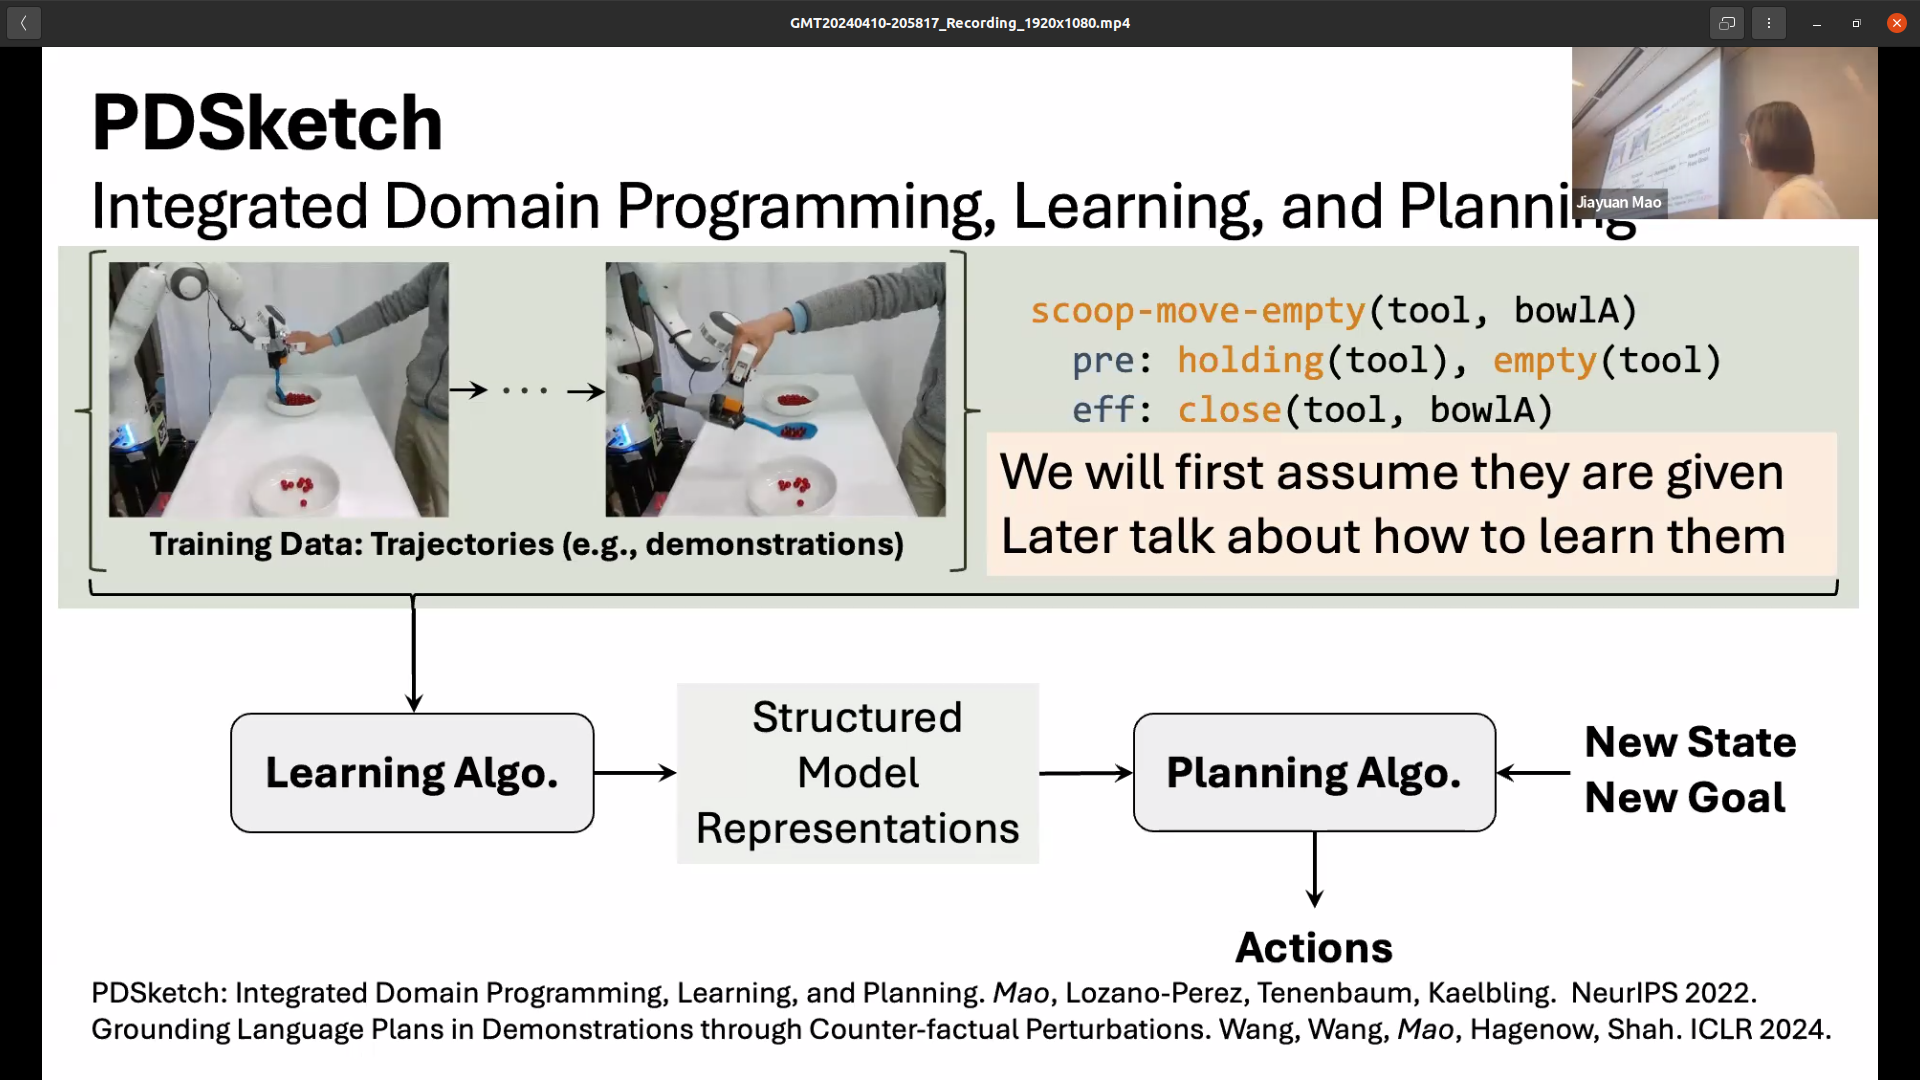 GMT20240410-205817_Recording_1920x1080.mp4
PDSketch
Integrated Domain Programming, Learning, and Planning
Jiayuan Mao
scoop-move-empty(tool, bowlA)
pre: holding(tool), empty(tool)
eff: close(tool, bowlA)
We will first assume they are given
Later talk about how to learn them
Training Data: Trajectories (e.g., demonstrations)
Learning Algo.
Structured
Model
Representations
Planning Algo.
New State
New Goal
Actions
PDSketch: Integrated Domain Programming, Learning, and Planning. Mao, Lozano-Perez, Tenenbaum, Kaelbling. NeurIPS 2022.
Grounding Language Plans in Demonstrations through Counter-factual Perturbations. Wang, Wang, Mao, Hagenow, Shah. ICLR 2024.